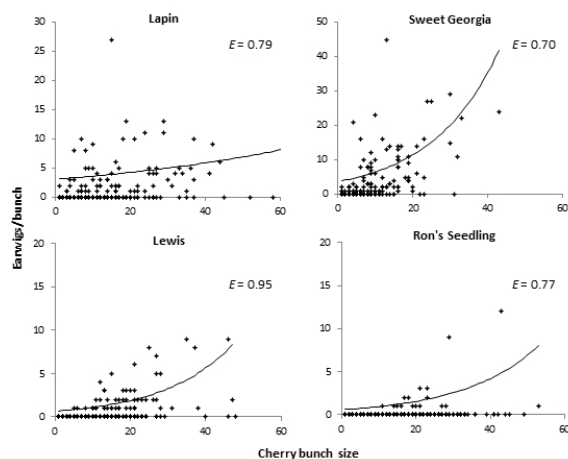 Lapin
E = 0.79
30
25
20
15
10
5
0
0 20 40 60
Sweet Georgia
E = 0.70
50
40
30
20
10
0
0 20 40 60
Earwigs/bunch
Lewis
E = 0.95
20
15
10
5
0
0 20 40 60
Ron's Seedling
E = 0.77
20
15
10
5
0
0 20 40 60
Cherry bunch size